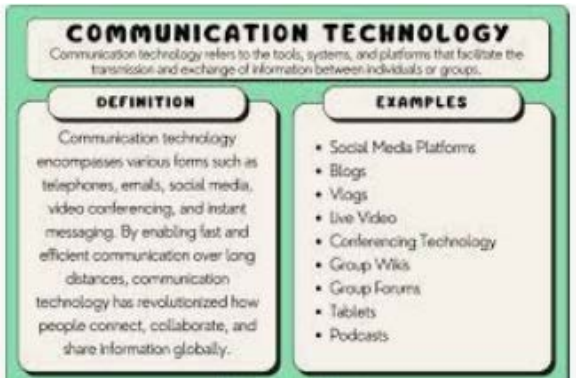 COMMUNICATION TECHNOLOGY
Communication technology refers to the tools, systems, and platforms that facilitate the
transmission and exchange of information between individuals or groups.
DEFINITION
Communication technology
encompasses various forms such as
telephones, emails, social media,
video conferencing, and instant
messaging. By enabling fast and
efficient communication over long
distances, communication
technology has revolutionized how
people connect, collaborate, and
share information globally.
EXAMPLES
• Social Media Platforms
• Blogs
• Vlogs
• Live Video
• Conferencing Technology
• Group Wikis
• Group Forums
• Tablets
• Podcasts